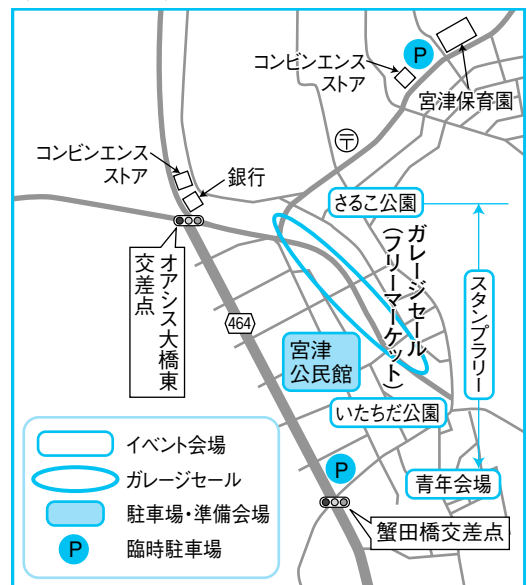 コンビンエンス
ストア
P
宮津保育園
〒
コンビンエンス
ストア
銀行
さるこ公園
オアシス大橋東
交差点
ガレージセール
(フリーマーケット)
スタンプラリー
464
宮津
公民館
いたちだ公園
青年会場
P
蟹田橋交差点
イベント会場
ガレージセール
駐車場・準備会場
P 臨時駐車場